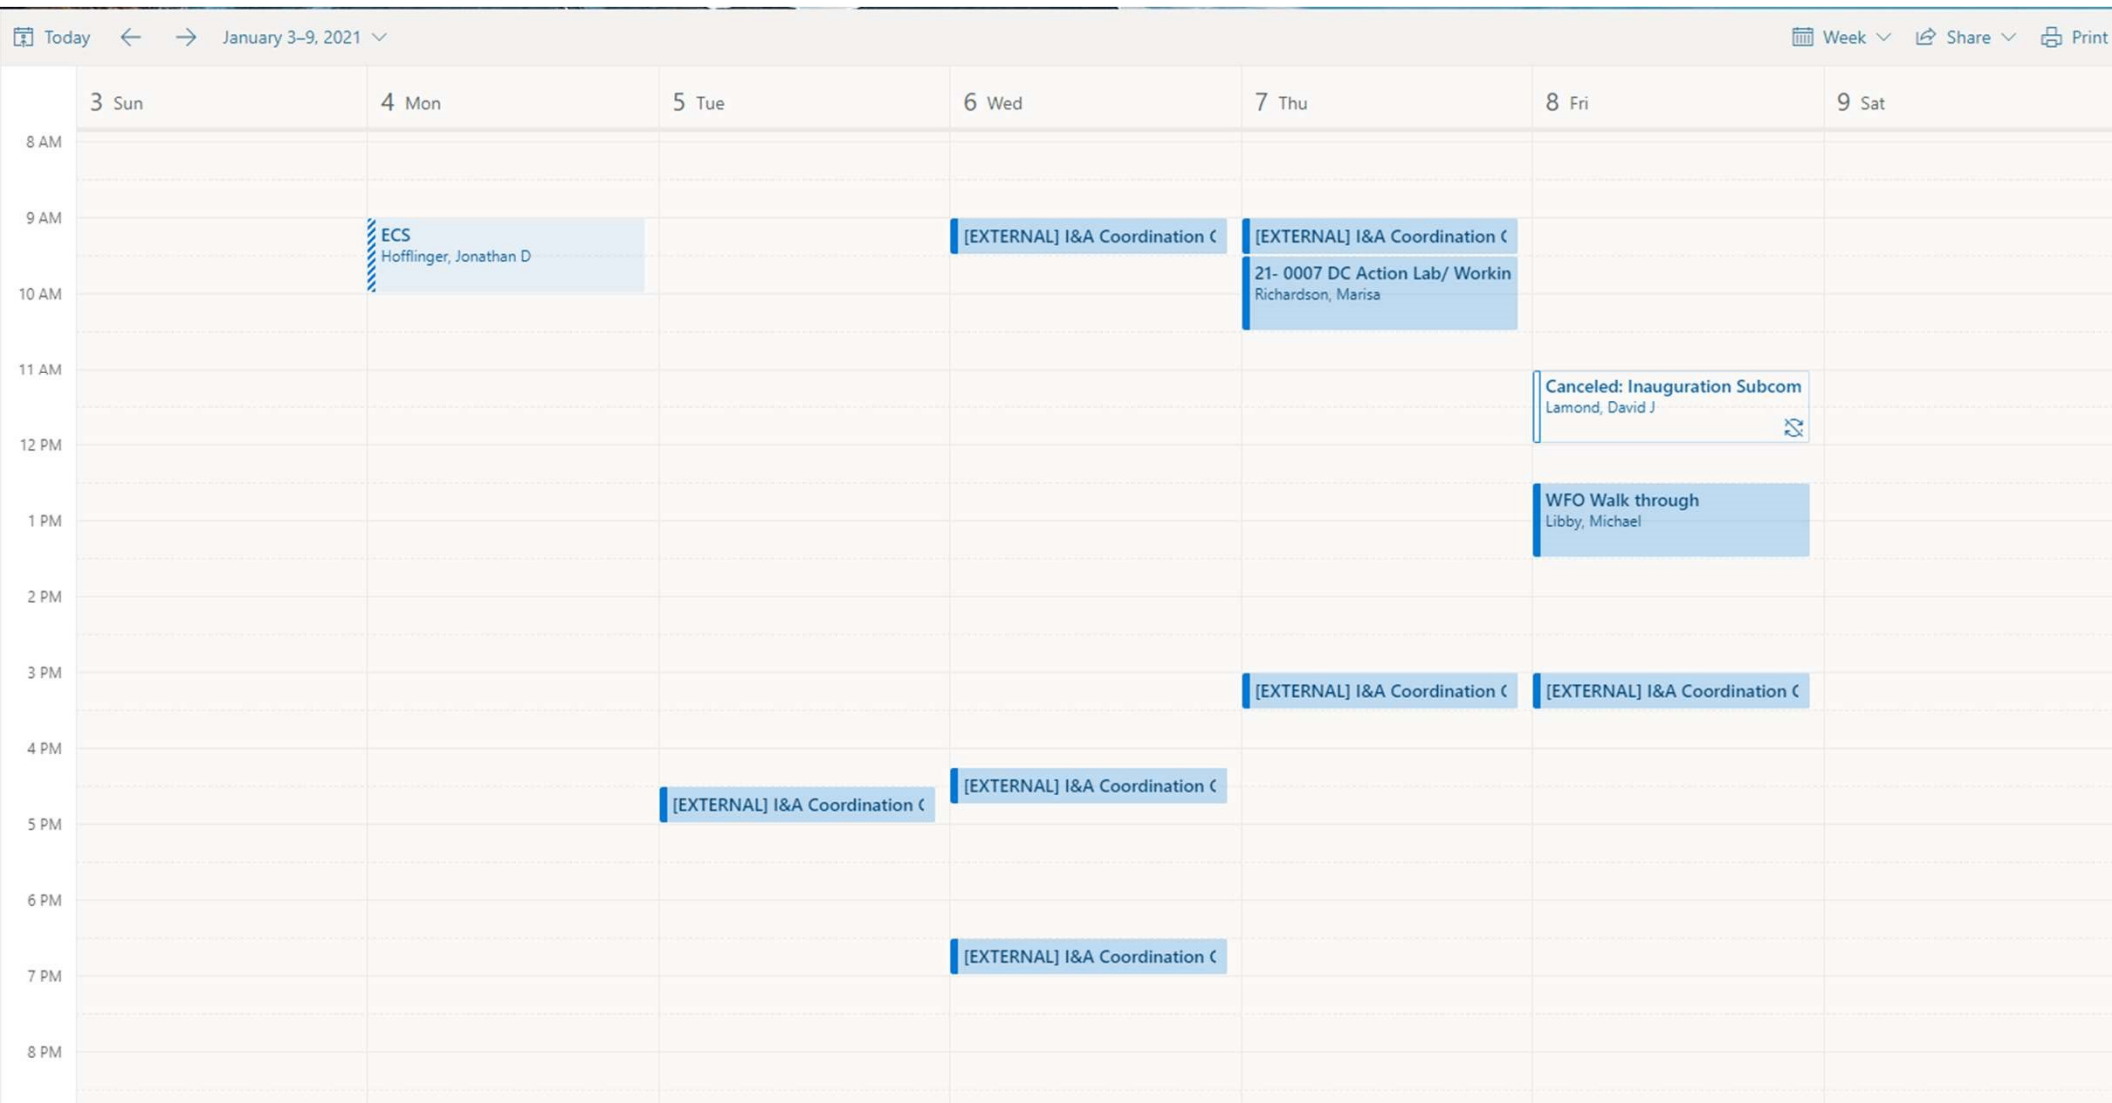 Today January 3–9, 2021 Week Share Print
3 Sun 4 Mon 5 Tue 6 Wed 7 Thu 8 Fri 9 Sat
8 AM
9 AM
ECS
Hofflinger, Jonathan D
[EXTERNAL] I&A Coordination
[EXTERNAL] I&A Coordination
21- 0007 DC Action Lab/ Workin
Richardson, Marisa
10 AM
11 AM
Canceled: Inauguration Subcom
Lamond, David J
12 PM
WFO Walk through
Libby, Michael
1 PM
2 PM
3 PM
[EXTERNAL] I&A Coordination
[EXTERNAL] I&A Coordination
4 PM
[EXTERNAL] I&A Coordination
[EXTERNAL] I&A Coordination
5 PM
6 PM
[EXTERNAL] I&A Coordination
7 PM
8 PM